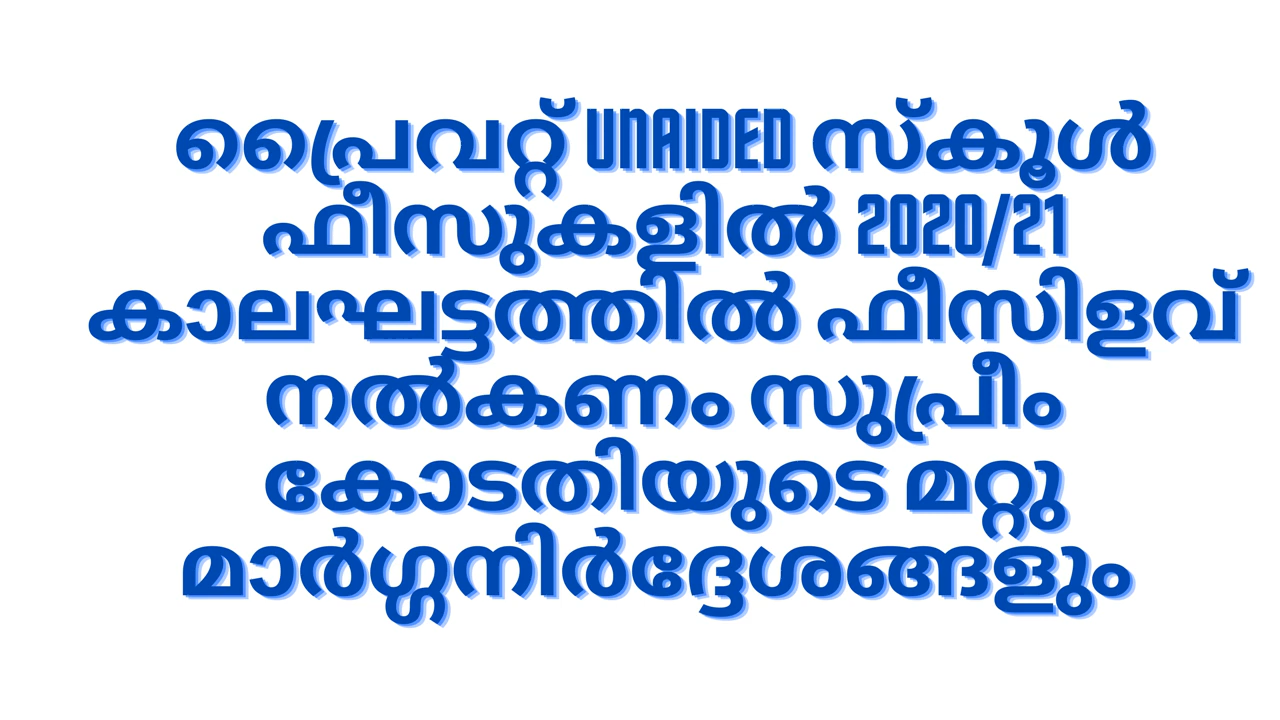 പ്രൈവറ്റ് UNAIDED സ്കൂൾ
ഫീസുകളിൽ 2020/21
കാലഘട്ടത്തിൽ ഫീസിളവ്
നൽകണം സുപ്രീം
കോടതിയുടെ മറ്റു
മാർഗ്ഗനിർദ്ദേശങ്ങളും